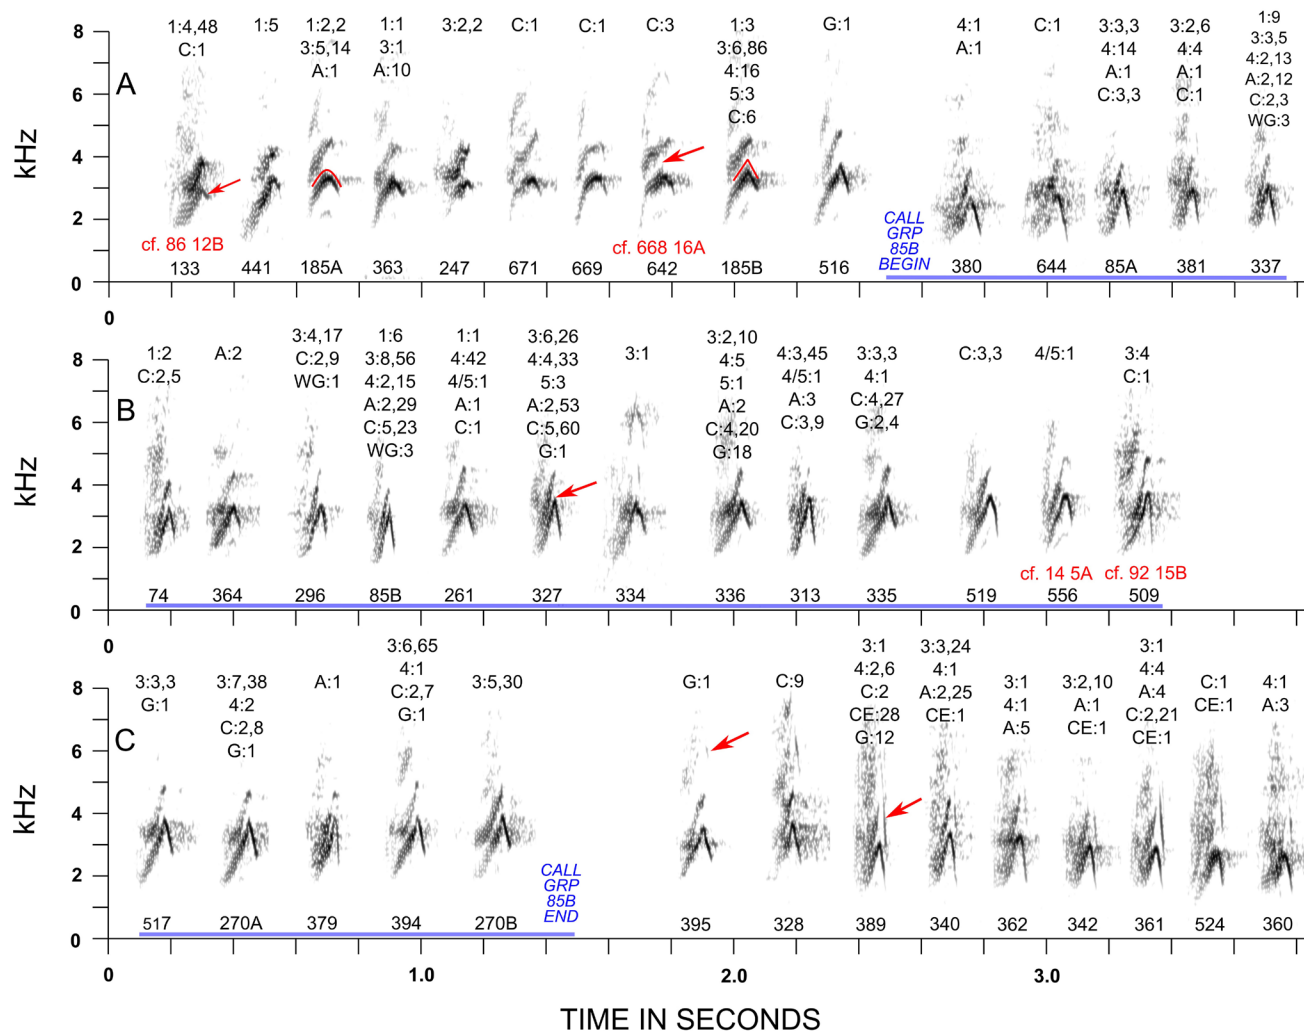 8
1:4,48 1:5 1:2,2 1:1 3:2,2 C:1 C:1 C:3 1:3 G:1 4:1 C:1 3:3,3 3:2,6 1:9
C:1 3:5,14 3:1 3:6,86 A:1 4:14 4:4 3:3,5
A:1 A:10 4:16 A:1 A:1 4:2,13
A 5:3 C:3,3 C:1 A:2,12
6 C:6 C:2,3
WG:3
kHz
4
2
CALL
GRP
85B
BEGIN
cf. 86 12B cf. 668 16A
133 441 185A 363 247 671 669 642 185B 516 380 644 85A 381 337
0
0
3:4,17 1:6 1:1 3:6,26 3:2,10
8 1:2 A:2 C:2,9 3:8,56 4:42 4:4,33 3:1 4:5 4:3,45 3:3,3 C:3,3 4/5:1 3:4
C:2,5 WG:1 4:2,15 4/5:1 5:3 5:1 4/5:1 4:1 C:1
B A:2,29 A:1 A:2,53 A:2 A:3 C:4,27
6 C:5,23 C:1 C:5,60 C:4,20 C:3,9 G:2,4
WG:3 G:1 G:18
kHz
4
2
cf. 14 5A cf. 92 15B
74 364 296 85B 261 327 334 336 313 335 519 556 509
0
0
3:6,65 3:1 3:3,24 3:1
8 3:3,3 3:7,38 A:1 4:1 3:5,30 G:1 C:9 4:2,6 4:1 3:1 3:2,10 4:4 C:1 4:1
G:1 4:2 C:2,7 C:2 A:2,25 4:1 A:1 A:4 CE:1 A:3
C:2,8 G:1 CE:28 CE:1 A:5 CE:1 C:2,21
C G:1 G:12 CE:1
6
kHz
4
2
CALL
GRP
85B
END
517 270A 379 394 270B 395 328 389 340 362 342 361 524 360
0
0 1.0 2.0 3.0
TIME IN SECONDS